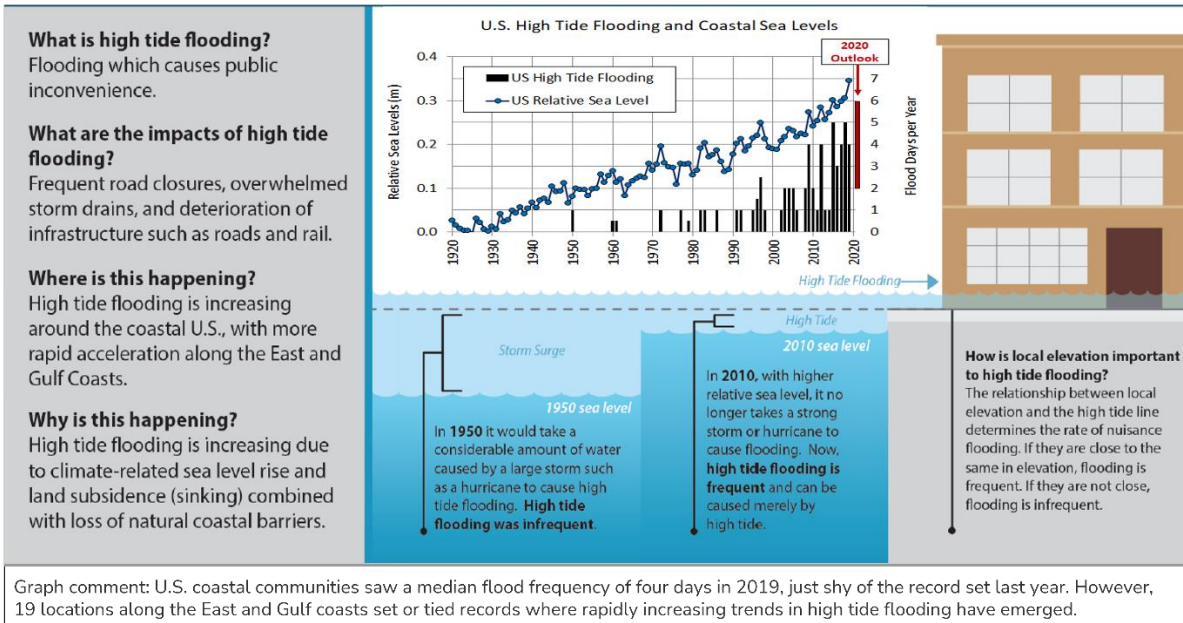 What is high tide flooding?
Flooding which causes public
inconvenience.
What are the impacts of high tide
flooding?
Frequent road closures, overwhelmed
storm drains, and deterioration of
infrastructure such as roads and rail.
Where is this happening?
High tide flooding is increasing
around the coastal U.S., with more
rapid acceleration along the East and
Gulf Coasts.
Why is this happening?
High tide flooding is increasing due
to climate-related sea level rise and
land subsidence (sinking) combined
with loss of natural coastal barriers.
U.S. High Tide Flooding and Coastal Sea Levels
2020
Outlook
US High Tide Flooding
US Relative Sea Level
Relative Sea Levels (m)
0.4
0.3
0.2
0.1
0.0
Flood Days per Year
7
6
5
4
3
2
1
0
1920
1930
1940
1950
1960
1970
1980
1990
2000
2010
2020
High Tide Flooding
Storm Surge
1950 sea level
In 1950 it would take a
considerable amount of water
caused by a large storm such
as a hurricane to cause high
tide flooding. High tide
flooding was infrequent.
High Tide
2010 sea level
In 2010, with higher
relative sea level, it no
longer takes a strong
storm or hurricane to
cause flooding. Now,
high tide flooding is
frequent and can be
caused merely by
high tide.
How is local elevation important
to high tide flooding?
The relationship between local
elevation and the high tide line
determines the rate of nuisance
flooding. If they are close to the
same in elevation, flooding is
frequent. If they are not close,
flooding is infrequent.
Graph comment: U.S. coastal communities saw a median flood frequency of four days in 2019, just shy of the record set last year. However,
19 locations along the East and Gulf coasts set or tied records where rapidly increasing trends in high tide flooding have emerged.